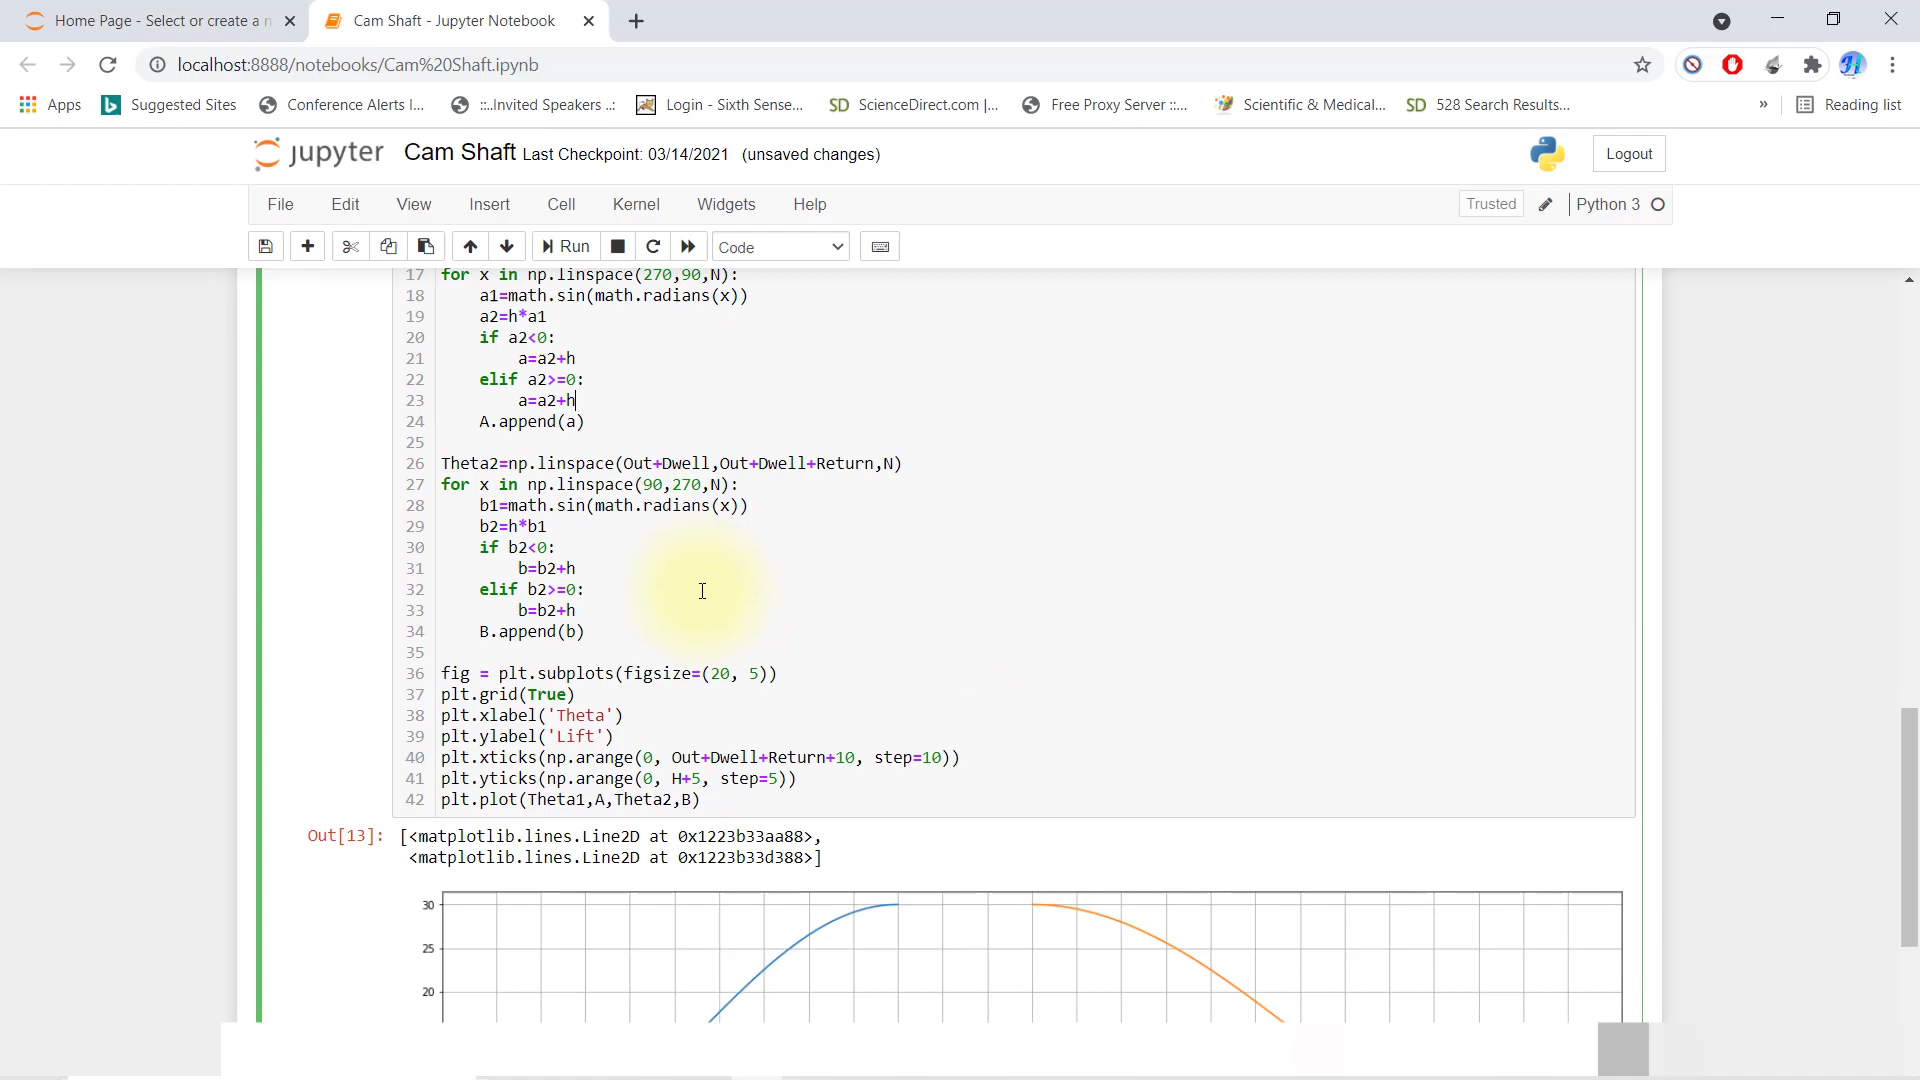 Home Page - Select or create a n
Cam Shaft - Jupyter Notebook
localhost:8888/notebooks/Cam%20Shaft.ipynb
Apps
Suggested Sites
Conference Alerts I...
::..Invited Speakers ..:
Login - Sixth Sense...
SD ScienceDirect.com |...
Free Proxy Server ::...
Scientific & Medical...
SD 528 Search Results...
»
Reading list
jupyter Cam Shaft Last Checkpoint: 03/14/2021 (unsaved changes)
Logout
File Edit View Insert Cell Kernel Widgets Help
Trusted
Python 3
Run
Code
17 for x in np.linspace(270,90,N):
18 a1=math.sin(math.radians(x))
19 a2=h*a1
20 if a2<0:
21 a=a2+h
22 elif a2>=0:
23 a=a2+h
24 A.append(a)
25
26 Theta2=np.linspace(Out+Dwell,Out+Dwell+Return,N)
27 for x in np.linspace(90,270,N):
28 b1=math.sin(math.radians(x))
29 b2=h*b1
30 if b2<0:
31 b=b2+h
32 elif b2>=0:
33 b=b2+h
34 B.append(b)
35
36 fig = plt.subplots(figsize=(20, 5))
37 plt.grid(True)
38 plt.xlabel('Theta')
39 plt.ylabel('Lift')
40 plt.xticks(np.arange(0, Out+Dwell+Return+10, step=10))
41 plt.yticks(np.arange(0, H+5, step=5))
42 plt.plot(Theta1,A,Theta2,B)
Out[13]: [<matplotlib.lines.Line2D at 0x1223b33aa88>,
<matplotlib.lines.Line2D at 0x1223b33d388>]
30
25
20